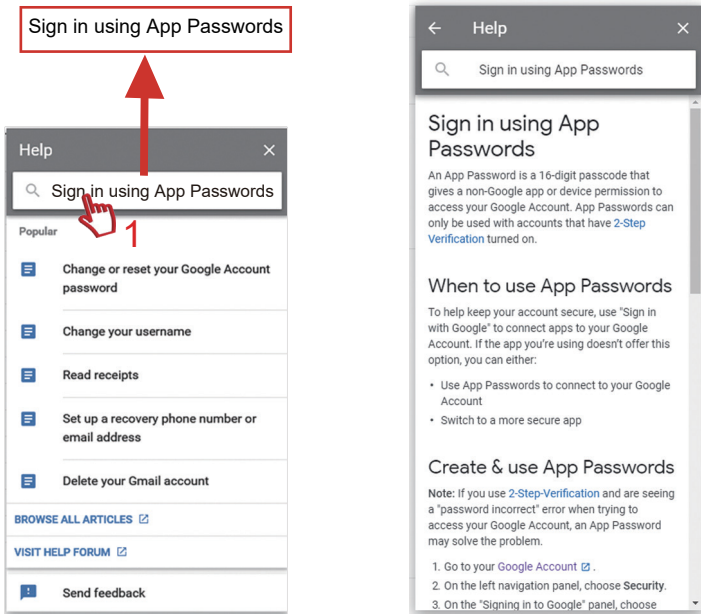 Sign in using App Passwords
Help
Sign in using App Passwords
1
Popular
Change or reset your Google Account
password
Change your username
Read receipts
Set up a recovery phone number or
email address
Delete your Gmail account
BROWSE ALL ARTICLES
VISIT HELP FORUM
Send feedback
Help
Sign in using App Passwords
Sign in using App
Passwords
An App Password is a 16-digit passcode that
gives a non-Google app or device permission to
access your Google Account. App Passwords can
only be used with accounts that have 2-Step
Verification turned on.
When to use App Passwords
To help keep your account secure, use "Sign in
with Google" to connect apps to your Google
Account. If the app you're using doesn't offer this
option, you can either:
• Use App Passwords to connect to your Google
Account
• Switch to a more secure app
Create & use App Passwords
Note: If you use 2-Step-Verification and are seeing
a "password incorrect" error when trying to
access your Google Account, an App Password
may solve the problem.
1. Go to your Google Account .
2. On the left navigation panel, choose Security.
3. On the "Signing in to Google" panel, choose